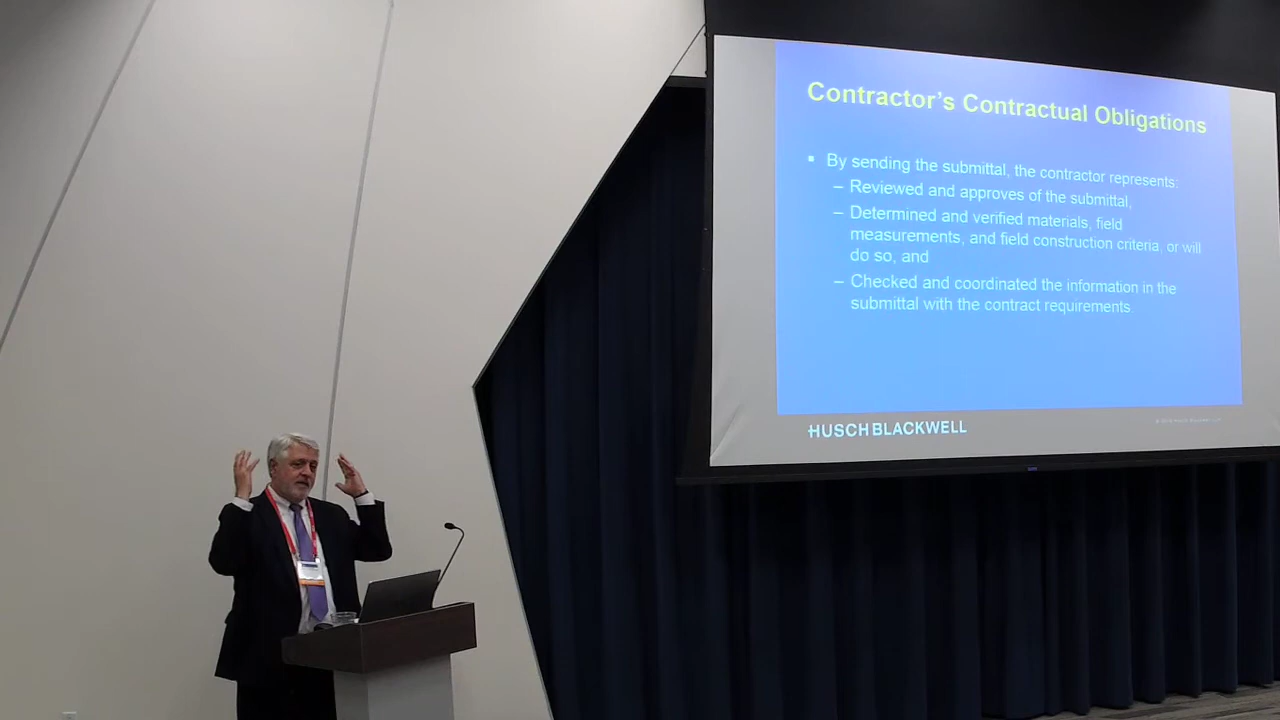 Contractor's Contractual Obligations
▪ By sending the submittal, the contractor represents:
– Reviewed and approves of the submittal,
– Determined and verified materials, field
measurements, and field construction criteria, or will
do so, and
– Checked and coordinated the information in the
submittal with the contract requirements
HUSCH BLACKWELL